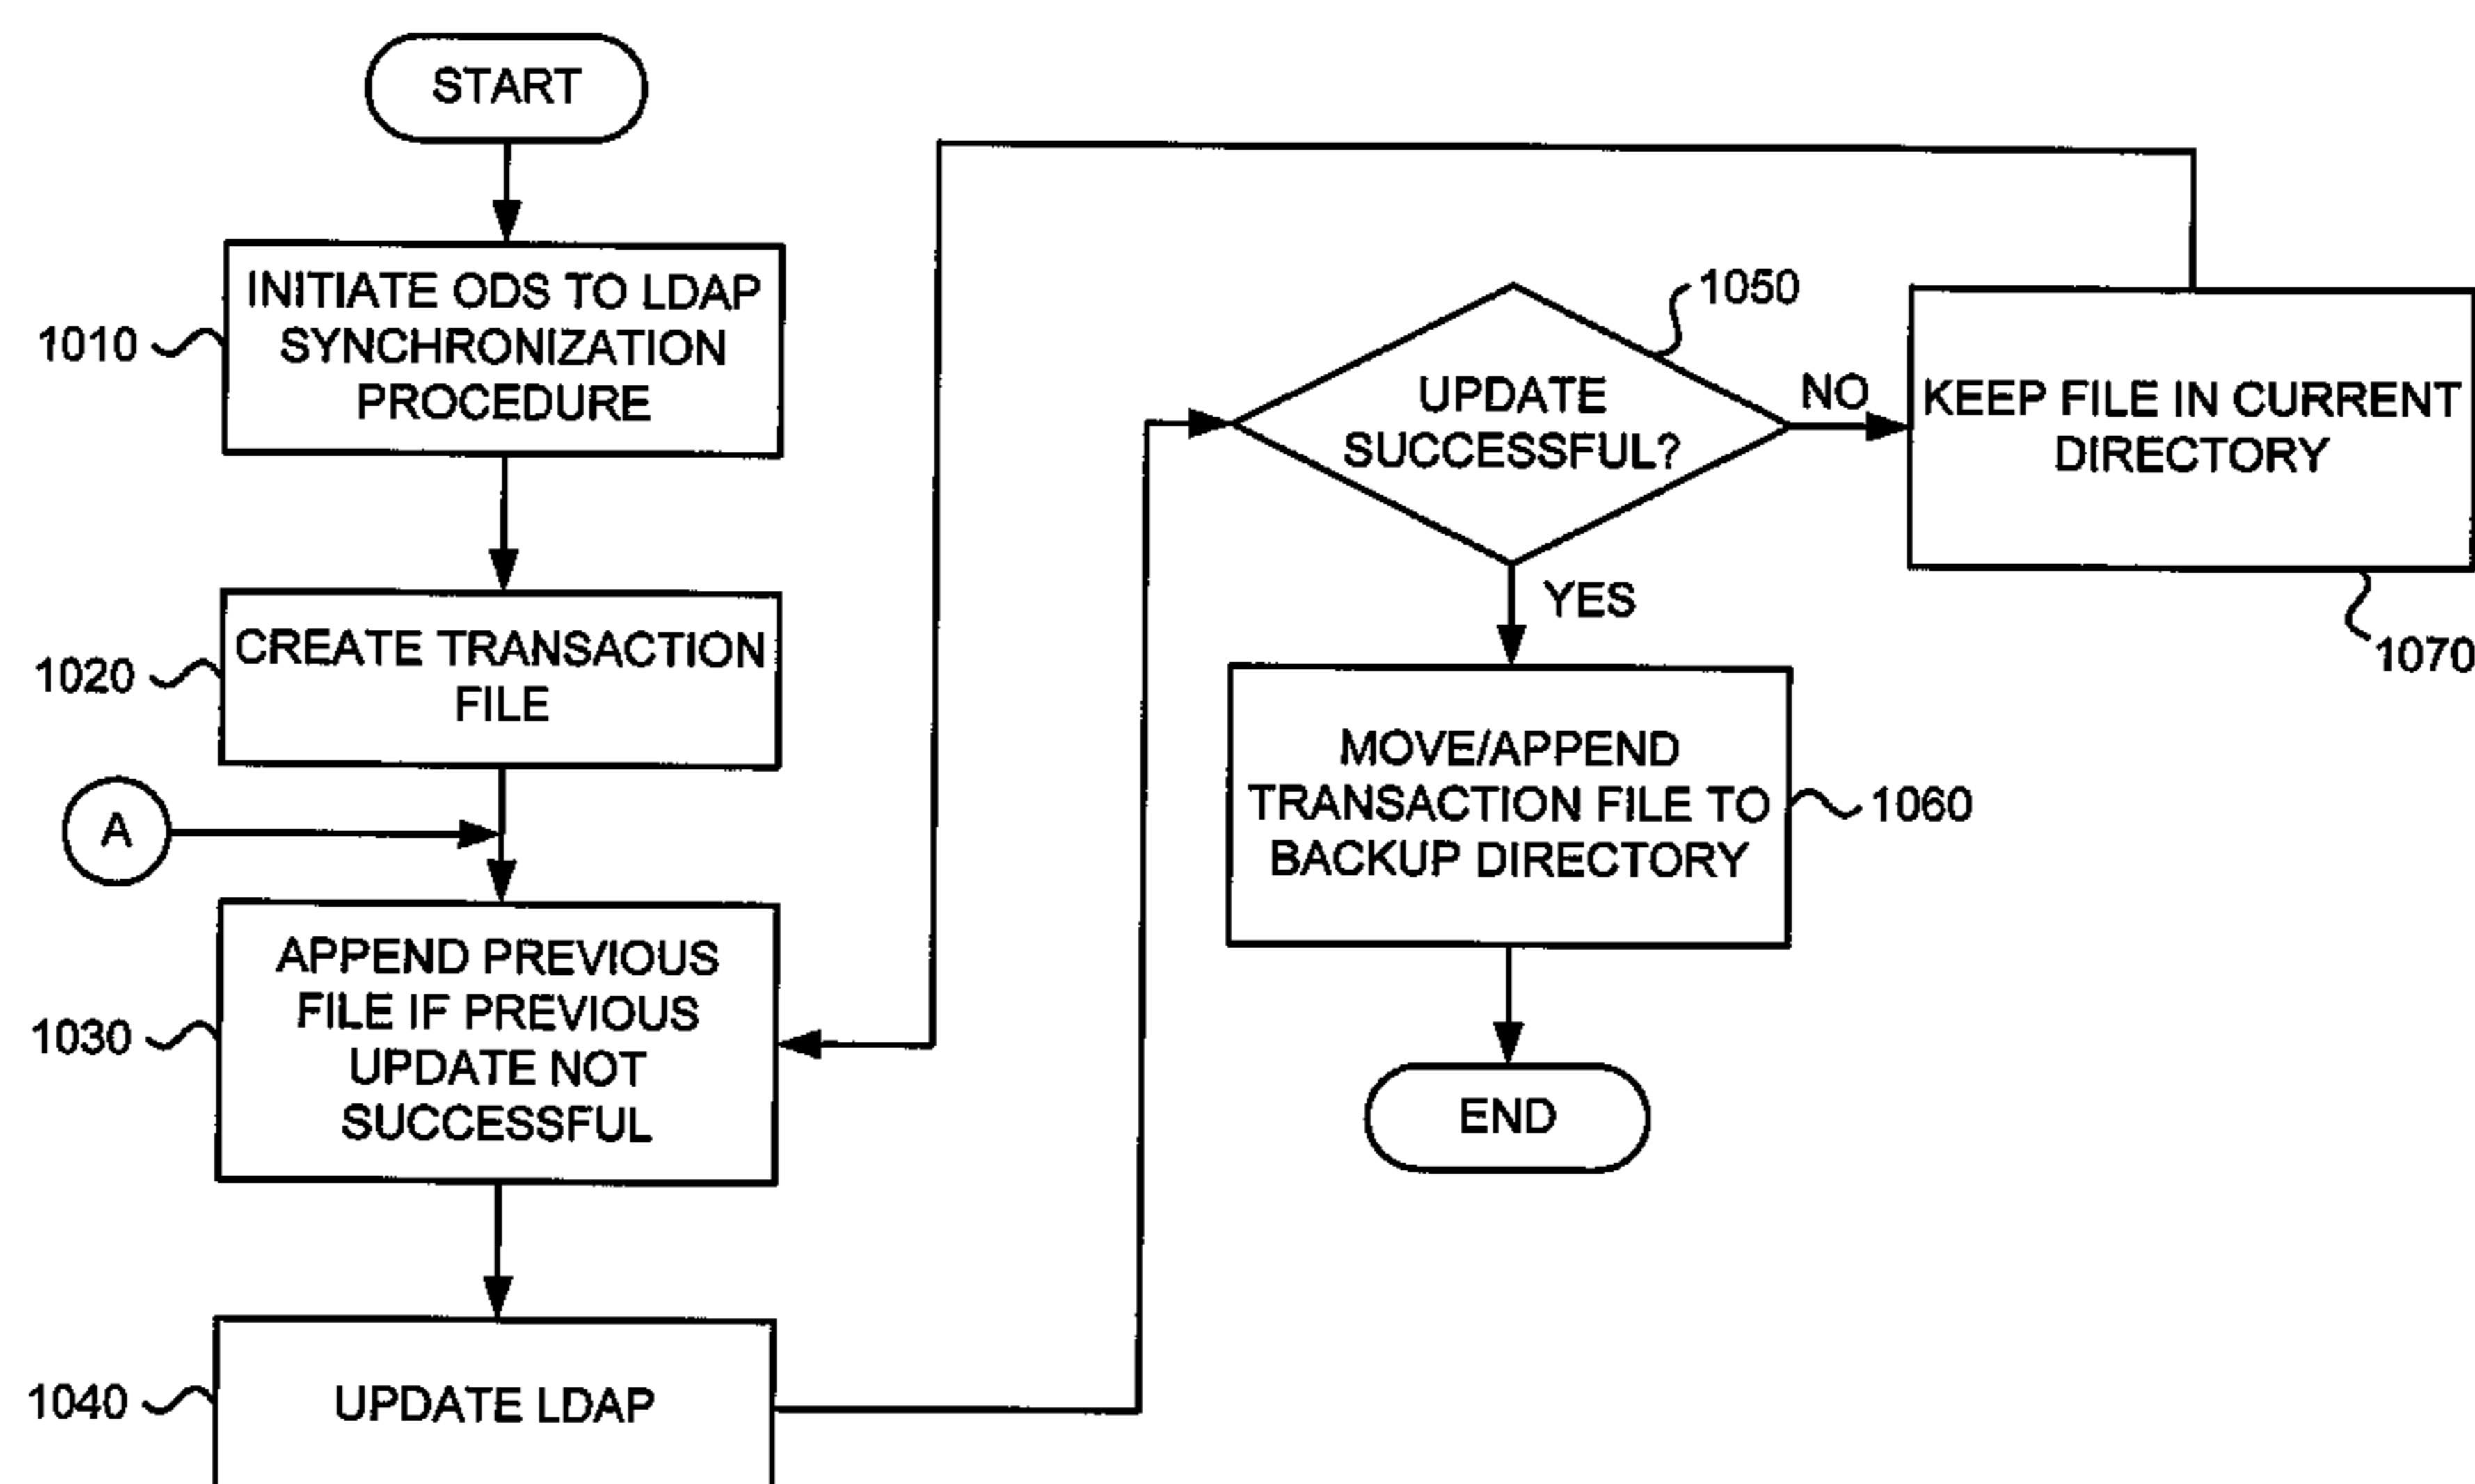 START
1010
INITIATE ODS TO LDAP
SYNCHRONIZATION
PROCEDURE
1020
CREATE TRANSACTION
FILE
A
1030
APPEND PREVIOUS
FILE IF PREVIOUS
UPDATE NOT
SUCCESSFUL
1040
UPDATE LDAP
1050
UPDATE
SUCCESSFUL?
NO
YES
KEEP FILE IN CURRENT
DIRECTORY
1070
MOVE/APPEND
TRANSACTION FILE TO
BACKUP DIRECTORY
1060
END